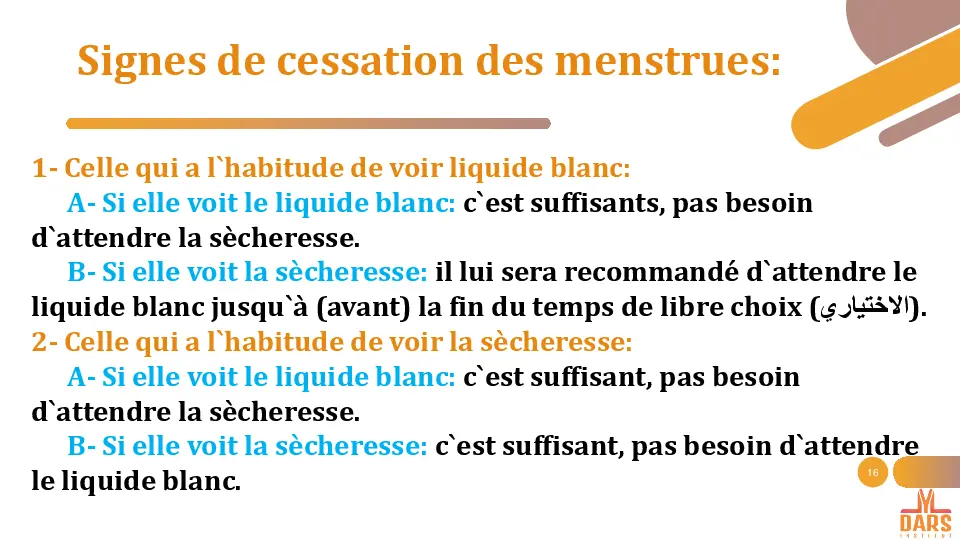 Signes de cessation des menstrues:
1- Celle qui a l`habitude de voir liquide blanc:
A- Si elle voit le liquide blanc: c`est suffisants, pas besoin
d`attendre la sècheresse.
B- Si elle voit la sècheresse: il lui sera recommandé d`attendre le
liquide blanc jusqu`à (avant) la fin du temps de libre choix (الاختياري).
2- Celle qui a l`habitude de voir la sècheresse:
A- Si elle voit le liquide blanc: c`est suffisant, pas besoin
d`attendre la sècheresse.
B- Si elle voit la sècheresse: c`est suffisant, pas besoin d`attendre
le liquide blanc.
16
DARS
INSTITUT